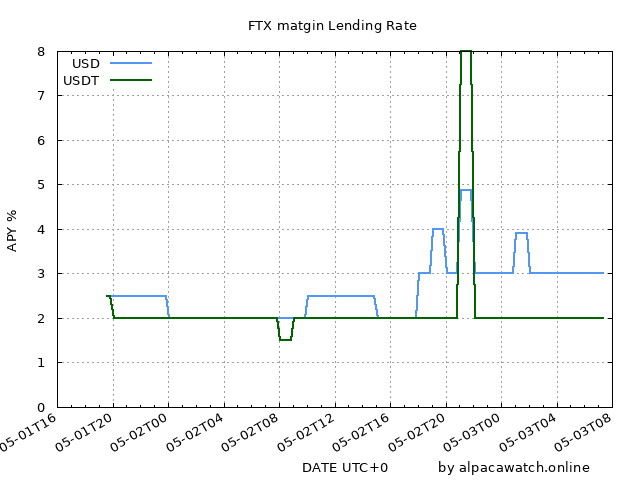 FTX matgin Lending Rate
USD
USDT
8
7
6
5
4
3
2
1
0
APY %
05-01T16
05-01T20
05-02T00
05-02T04
05-02T08
05-02T12
05-02T16
05-02T20
05-03T00
05-03T04
05-03T08
DATE UTC+0
by alpacawatch.online